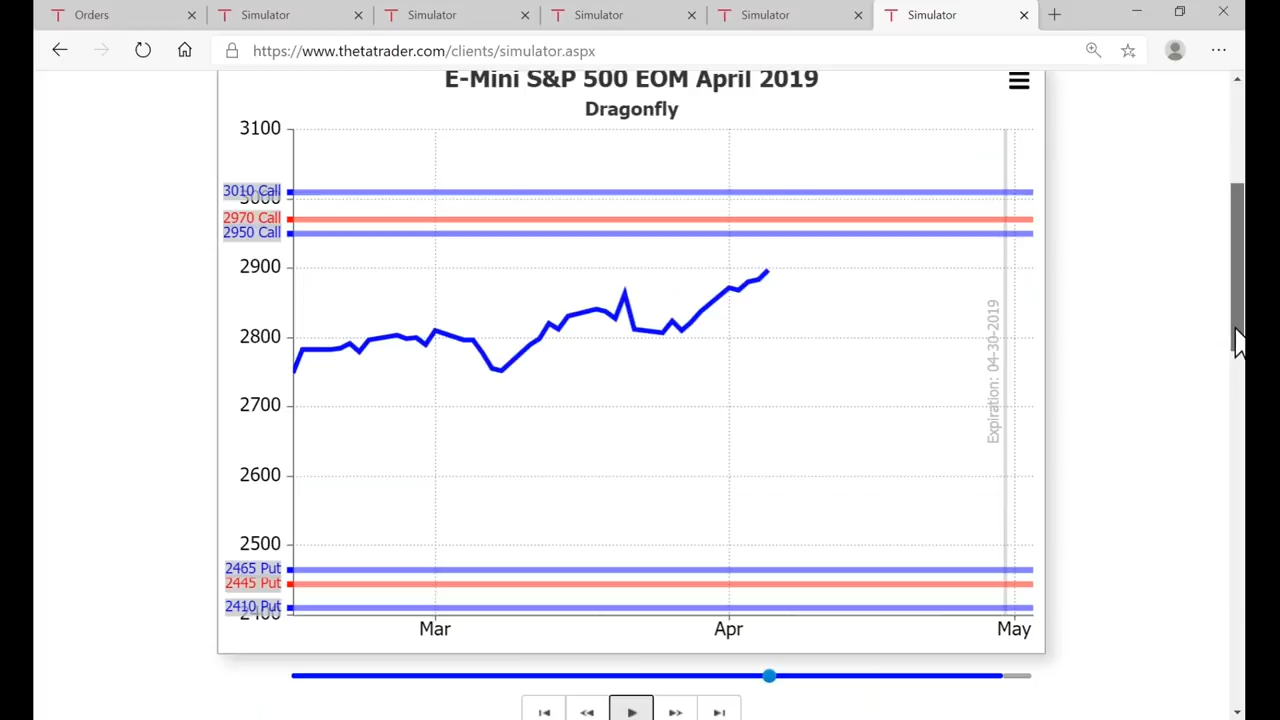 Orders
Simulator
Simulator
Simulator
Simulator
Simulator
https://www.thetatrader.com/clients/simulator.aspx
E-Mini S&P 500 EOM April 2019
Dragonfly
3100
3010 Call
3000
2970 Call
2950 Call
2900
2800
2700
2600
2500
2465 Put
2445 Put
2410 Put
2400
Expiration: 04-30-2019
Mar
Apr
May